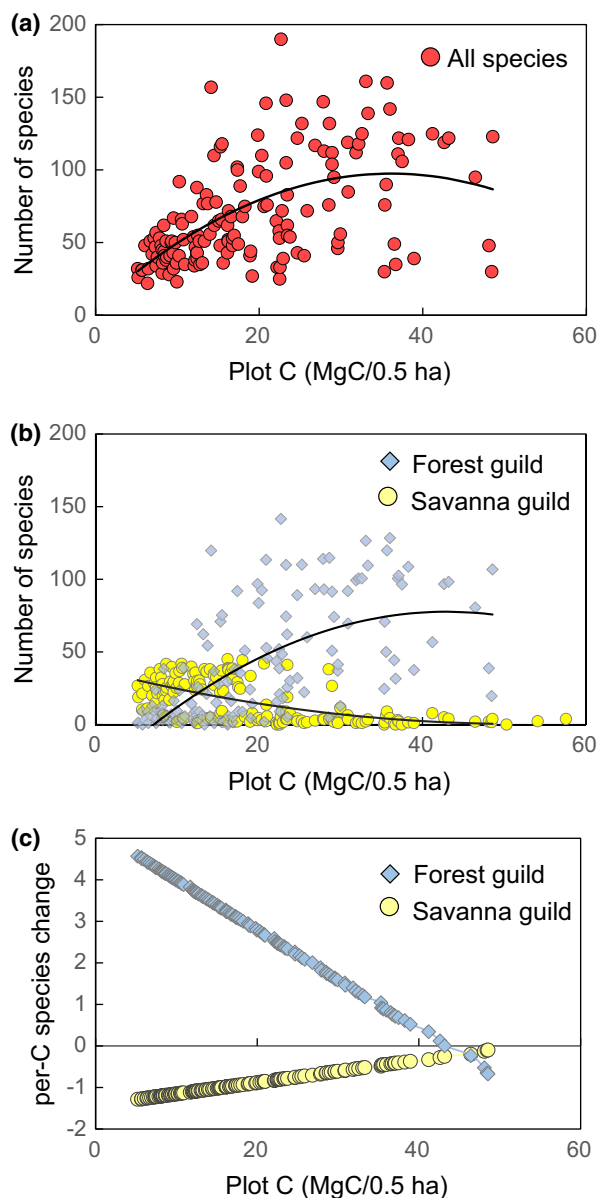 (a)
200
150
100
50
0
Number of species
All species
0 20 40 60
Plot C (MgC/0.5 ha)
(b)
200
150
100
50
0
Number of species
Forest guild
Savanna guild
0 20 40 60
Plot C (MgC/0.5 ha)
(c)
5
4
3
2
1
0
-1
-2
per-C species change
Forest guild
Savanna guild
0 20 40 60
Plot C (MgC/0.5 ha)